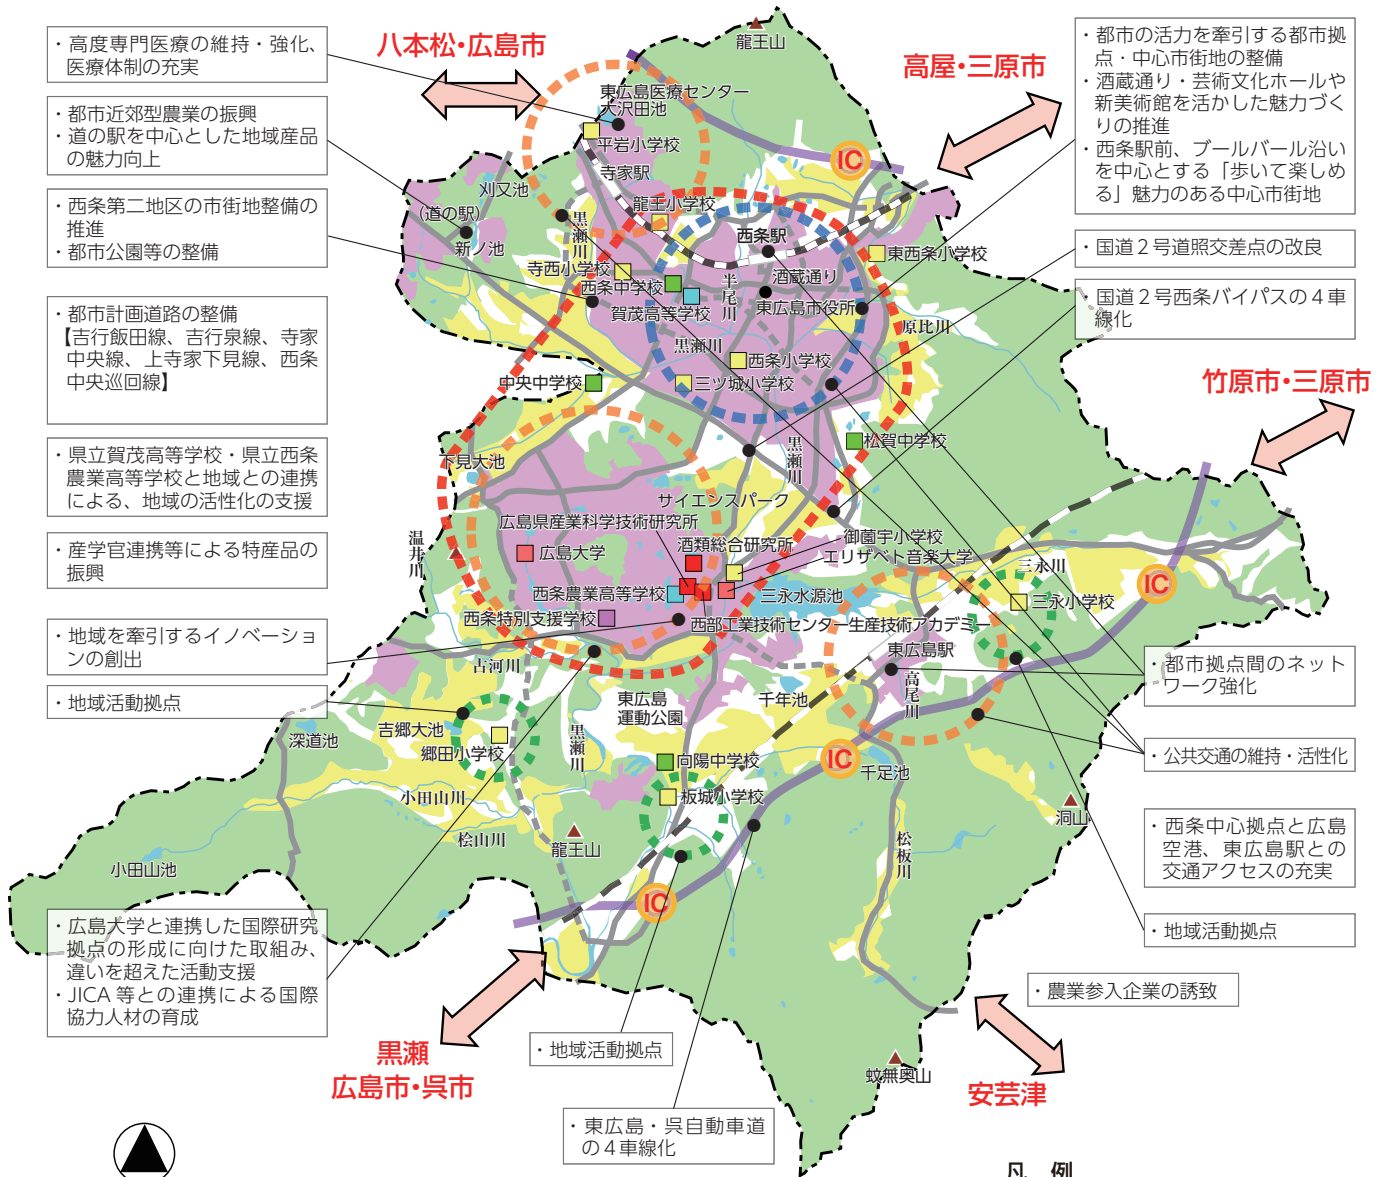 ・高度専門医療の維持・強化、
医療体制の充実
・都市近郊型農業の振興
・道の駅を中心とした地域産品
の魅力向上
・西条第二地区の市街地整備の
推進
・都市公園等の整備
・都市計画道路の整備
【吉行飯田線、吉行泉線、寺家
中央線、上寺家下見線、西条
中央巡回線】
・県立賀茂高等学校・県立西条
農業高等学校と地域との連携
による、地域の活性化の支援
・産学官連携等による特産品の
振興
・地域を牽引するイノベーショ
ンの創出
・地域活動拠点
・広島大学と連携した国際研究
拠点の形成に向けた取組み、
違いを超えた活動支援
・JICA 等との連携による国際
協力人材の育成
八本松・広島市
高屋・三原市
竹原市・三原市
黒瀬
広島市・呉市
安芸津
龍王山
東広島医療センター
大沢田池
平岩小学校
寺家駅
IC
刈又池
(道の駅)
新ノ池
黒瀬川
龍王小学校
西条駅
東西条小学校
寺西小学校
西条中学校
半尾川
酒蔵通り
賀茂高等学校
東広島市役所
原比川
黒瀬川
西条小学校
中央中学校
三ツ城小学校
黒瀬川
松賀中学校
下見大池
サイエンスパーク
広島県産業科学技術研究所
温井川
広島大学
酒類総合研究所
御薗宇小学校
エリザベト音楽大学
三永川
IC
西条農業高等学校
三永水源池
三永小学校
西条特別支援学校
西部工業技術センター生産技術アカデミー
東広島駅
古河川
高尾川
東広島
運動公園
千年池
吉郷大池
深道池
郷田小学校
黒瀬川
向陽中学校
IC
千足池
板城小学校
小田山川
洞山
桧山川
龍王山
松板川
小田山池
IC
蚊無奥山
・都市の活力を牽引する都市拠
点・中心市街地の整備
・酒蔵通り・芸術文化ホールや
新美術館を活かした魅力づく
りの推進
・西条駅前、ブールバール沿い
を中心とする「歩いて楽しめ
る」魅力のある中心市街地
・国道２号道照交差点の改良
・国道２号西条バイパスの４車
線化
・都市拠点間のネット
ワーク強化
・公共交通の維持・活性化
・西条中心拠点と広島
空港、東広島駅との
交通アクセスの充実
・地域活動拠点
・農業参入企業の誘致
・地域活動拠点
・東広島・呉自動車道
の４車線化
凡 例